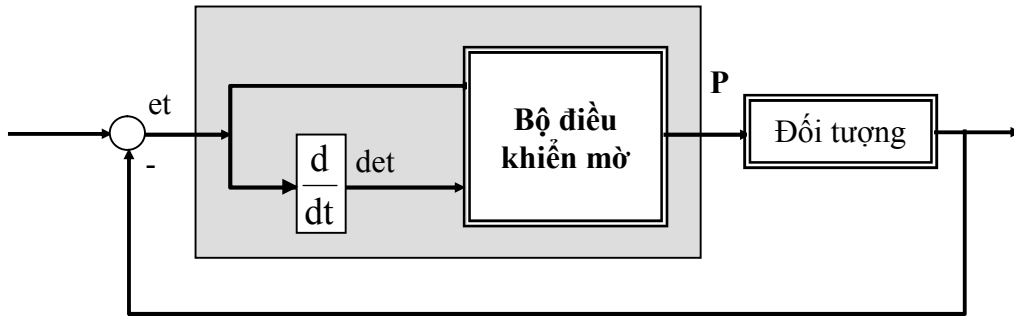 et
-
d
dt
det
Bộ điều
khiển mờ
P
Đối tượng